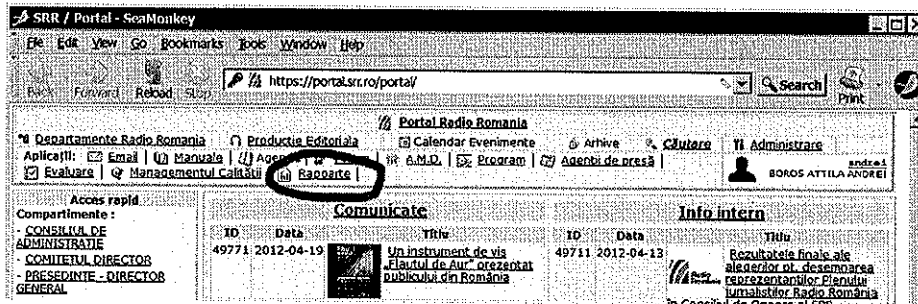 SRR / Portal - SeaMonkey
File Edit View Go Bookmarks Tools Window Help
Back Forward Reload Stop https://portal.srr.ro/portal/ Search Print
Portal Radio Romania
Departamente Radio Romania Productie Editoriala Calendar Evenimente Arhive Căutare Administrare
Aplicații: Email | Manuale | A.M.D. | Program | Agentii de presă |
Evaluare | Managementul Calității | Rapoarte |
andrei
BOROS ATTILA ANDREI
Acces rapid
Compartimente :
- CONSILIUL DE ADMINISTRATIE
- COMITETUL DIRECTOR
- PRESEDINTE - DIRECTOR GENERAL
Comunicate
ID Data Titlu
49771 2012-04-19 Un instrument de vis
„Flautul de Aur” prezentat
publicului din România
Info intern
ID Data Titlu
49711 2012-04-13 Rezultatele finale ale
alegerilor pt. desemnarea
reprezentantilor Plenului
jurnalistilor Radio România